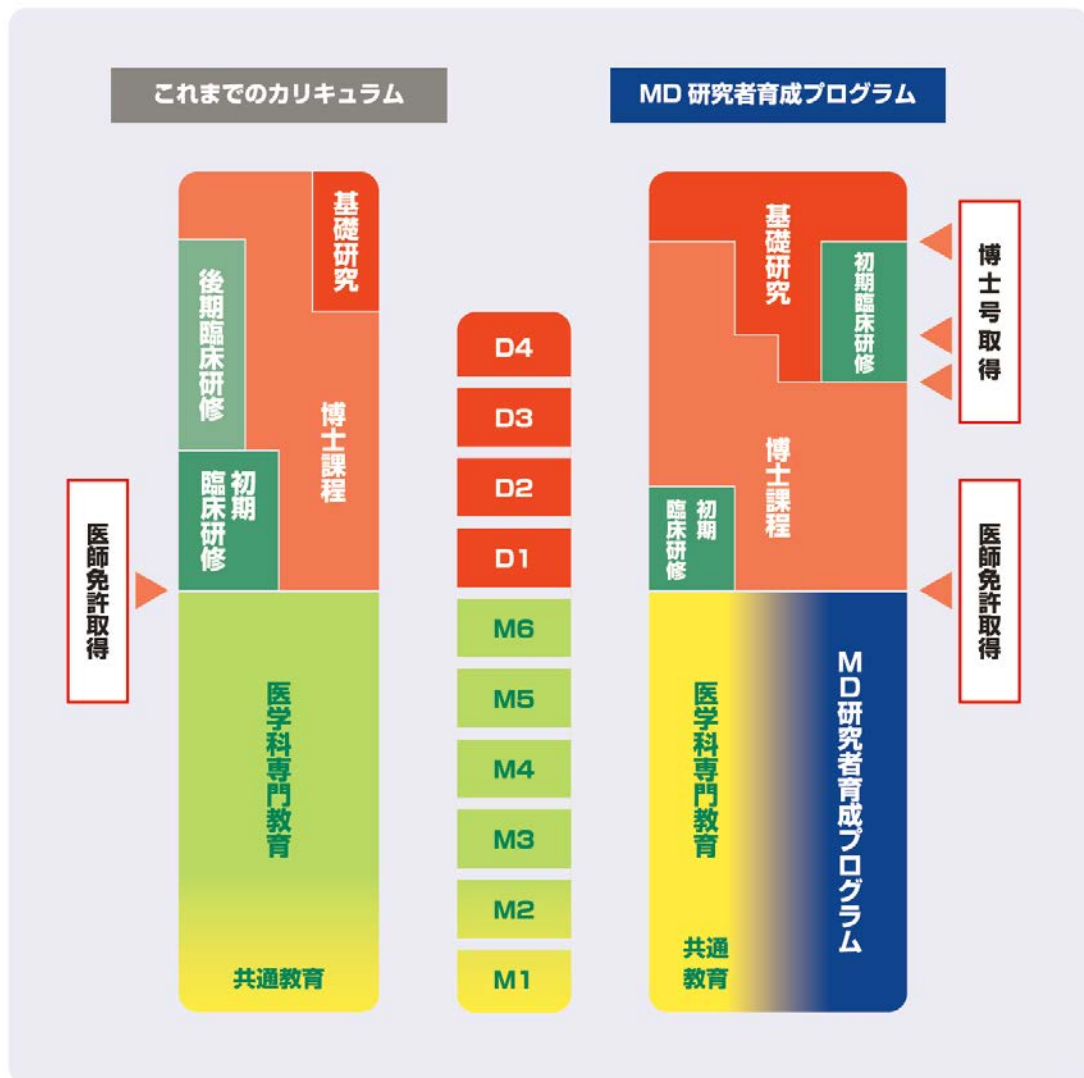 これまでのカリキュラム
基礎研究
後期臨床研修
博士課程
初期
臨床研修
医師免許取得
医学科専門教育
共通教育
D4
D3
D2
D1
M6
M5
M4
M3
M2
M1
MD 研究者育成プログラム
基礎研究
初期臨床研修
博士号取得
博士課程
初期
臨床研修
医師免許取得
医学科専門教育
MD研究者育成プログラム
共通
教育